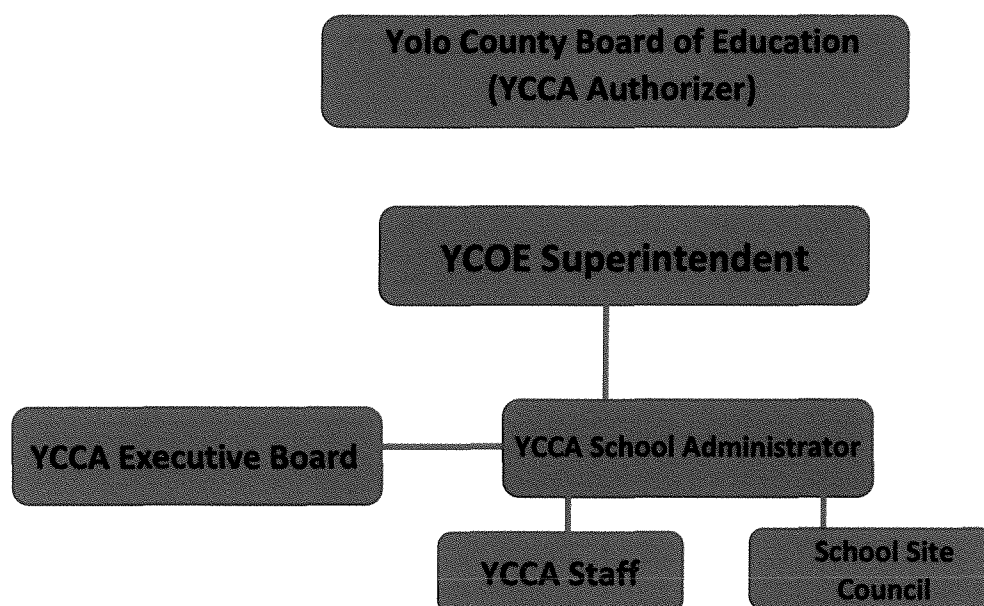 Yolo County Board of Education
(YCCA Authorizer)
YCOE Superintendent
YCCA Executive Board
YCCA School Administrator
YCCA Staff
School Site
Council